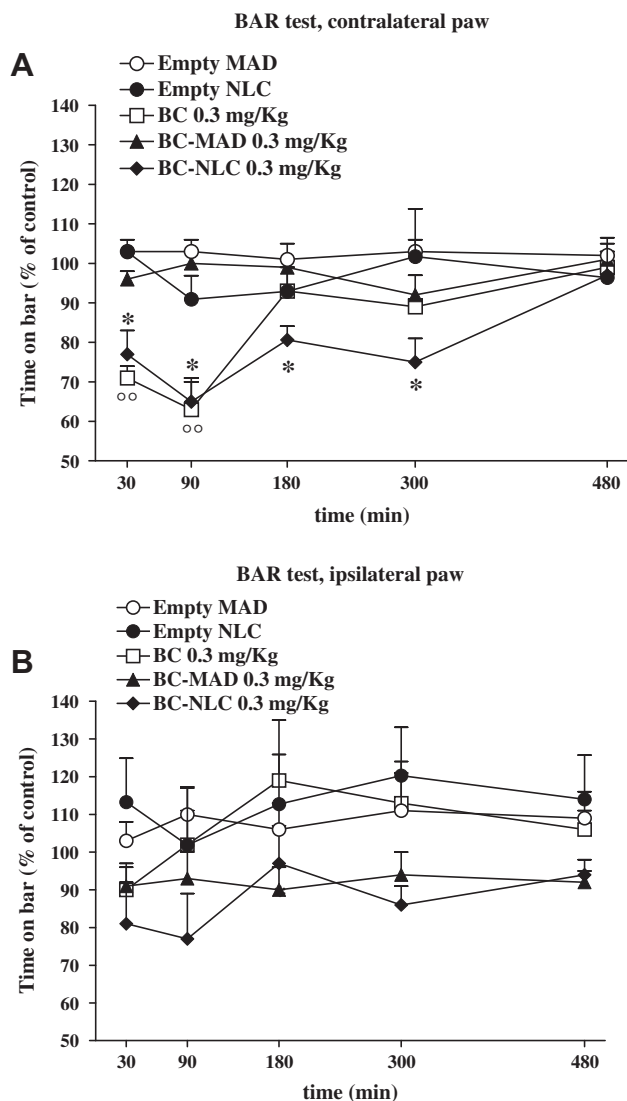 BAR test, contralateral paw
A
Empty MAD
Empty NLC
BC 0.3 mg/Kg
BC-MAD 0.3 mg/Kg
BC-NLC 0.3 mg/Kg
Time on bar (% of control)
140
130
120
110
100
90
80
70
60
50
*
*
*
*
°°
°°
30
90
180
300
480
time (min)
BAR test, ipsilateral paw
B
Empty MAD
Empty NLC
BC 0.3 mg/Kg
BC-MAD 0.3 mg/Kg
BC-NLC 0.3 mg/Kg
Time on bar (% of control)
140
130
120
110
100
90
80
70
60
50
30
90
180
300
480
time (min)